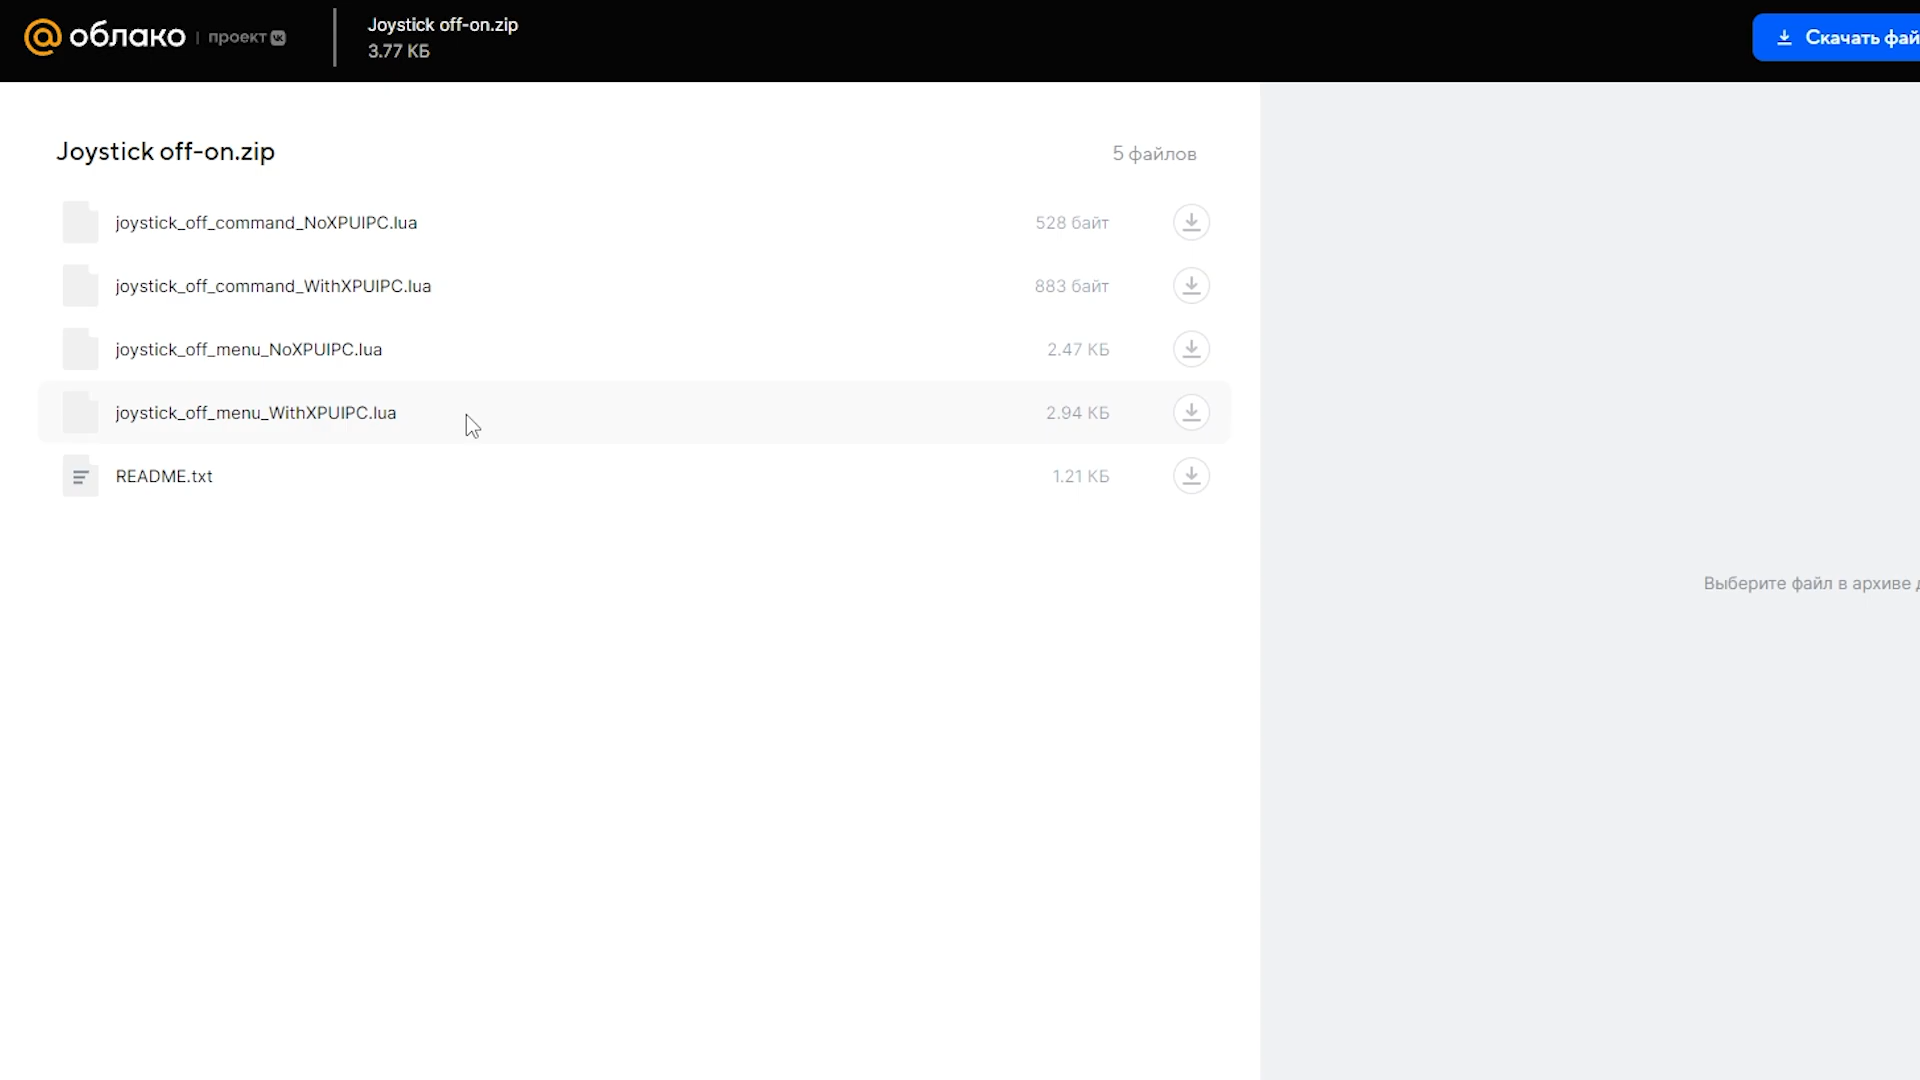 облако | проект
Joystick off-on.zip
3.77 КБ
Скачать фай
Joystick off-on.zip
5 файлов
joystick_off_command_NoXPUIPC.lua 528 байт
joystick_off_command_WithXPUIPC.lua 883 байт
joystick_off_menu_NoXPUIPC.lua 2.47 КБ
joystick_off_menu_WithXPUIPC.lua 2.94 КБ
README.txt 1.21 КБ
Выберите файл в архиве